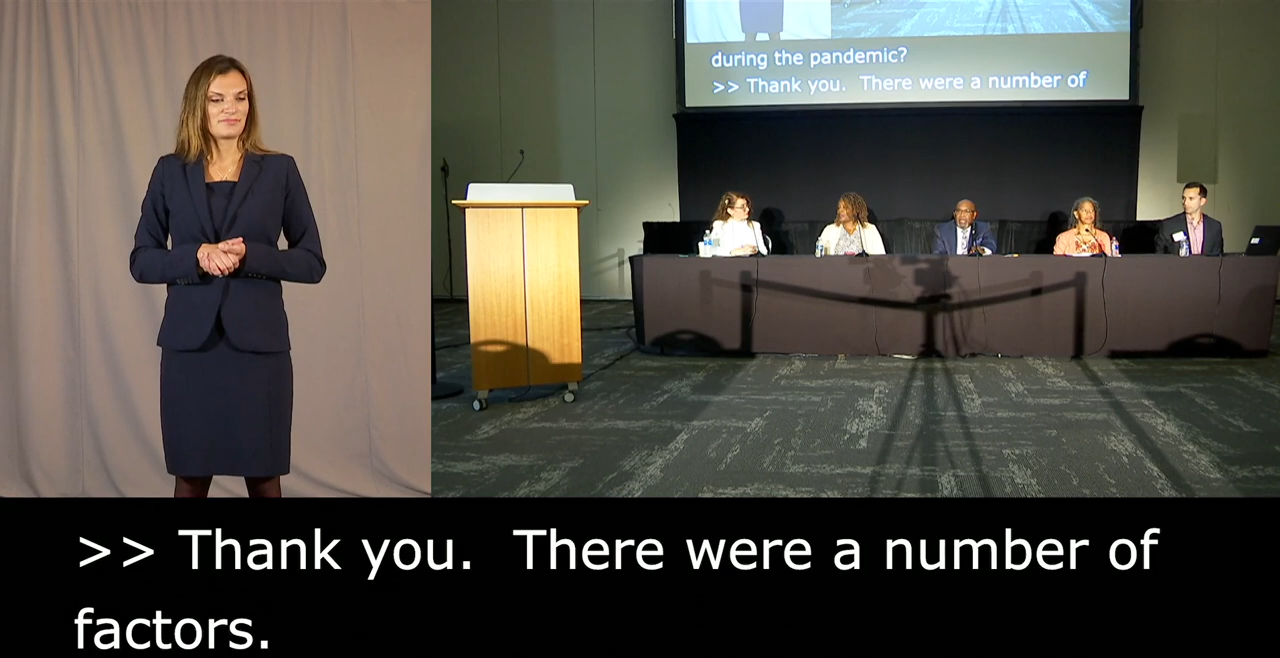 during the pandemic?
>> Thank you.  There were a number of
>> Thank you.  There were a number of
factors.